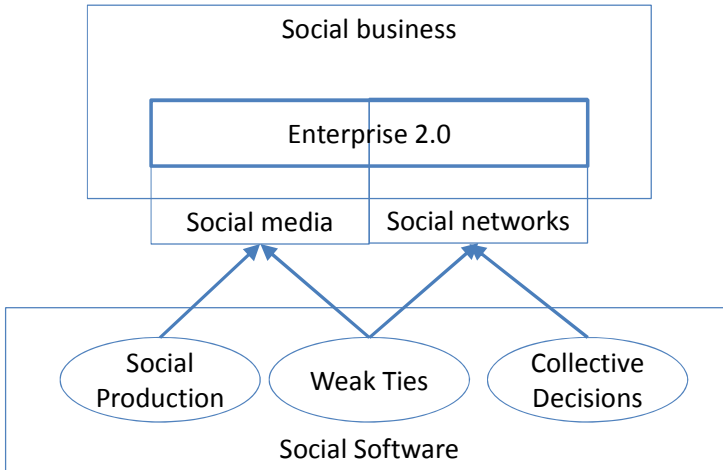 Social business
Enterprise 2.0
Social media
Social networks
Social
Production
Weak Ties
Collective
Decisions
Social Software